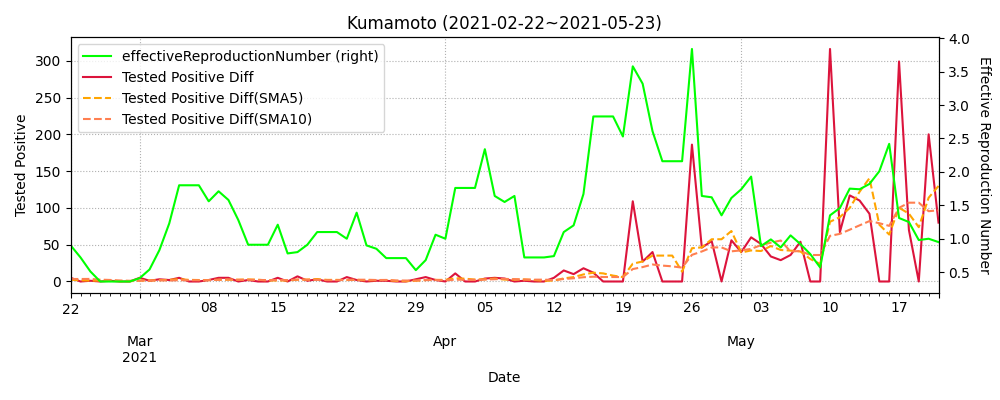 Kumamoto (2021-02-22~2021-05-23)
effectiveReproductionNumber (right)
Tested Positive Diff
Tested Positive Diff(SMA5)
Tested Positive Diff(SMA10)
Tested Positive
300
250
200
150
100
50
0
4.0
3.5
3.0
2.5
2.0
1.5
1.0
0.5
Effective Reproduction Number
22 08 15 22 29 05 12 19 26 03 10 17
Mar Apr May
2021
Date